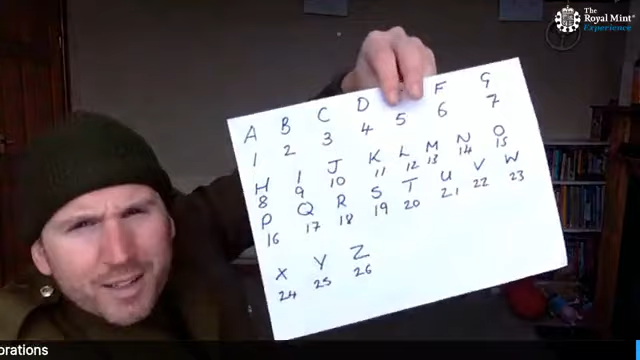 The
Royal Mint
Experience
A B C D F G
1 2 3 4 5 6 7
H I J K L M N O
8 9 10 11 12 13 14 15
P Q R S T U V W
16 17 18 19 20 21 22 23
X Y Z
24 25 26
orations